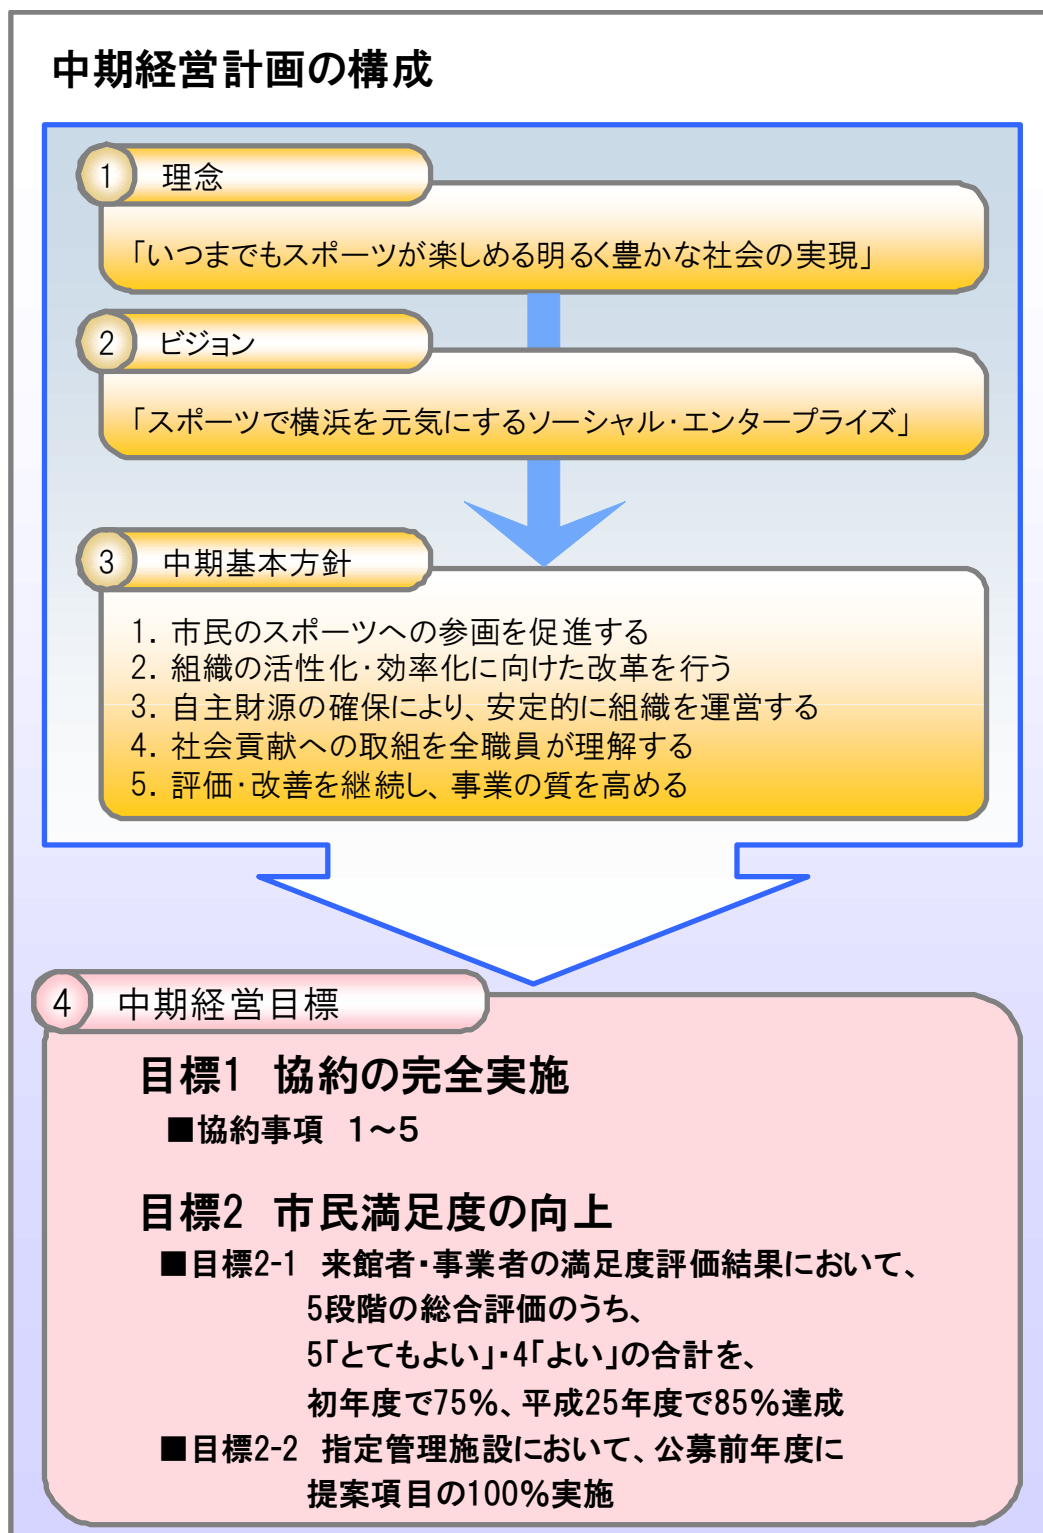 中期経営計画の構成
1 理念
「いつまでもスポーツが楽しめる明るく豊かな社会の実現」
2 ビジョン
「スポーツで横浜を元気にするソーシャル・エンタープライズ」
3 中期基本方針
1. 市民のスポーツへの参画を促進する
2. 組織の活性化・効率化に向けた改革を行う
3. 自主財源の確保により、安定的に組織を運営する
4. 社会貢献への取組を全職員が理解する
5. 評価・改善を継続し、事業の質を高める
4 中期経営目標
目標1 協約の完全実施
■協約事項 1～5
目標2 市民満足度の向上
■目標2-1 来館者・事業者の満足度評価結果において、
5段階の総合評価のうち、
5「とてもよい」・4「よい」の合計を、
初年度で75%、平成25年度で85%達成
■目標2-2 指定管理施設において、公募前年度に
提案項目の100%実施